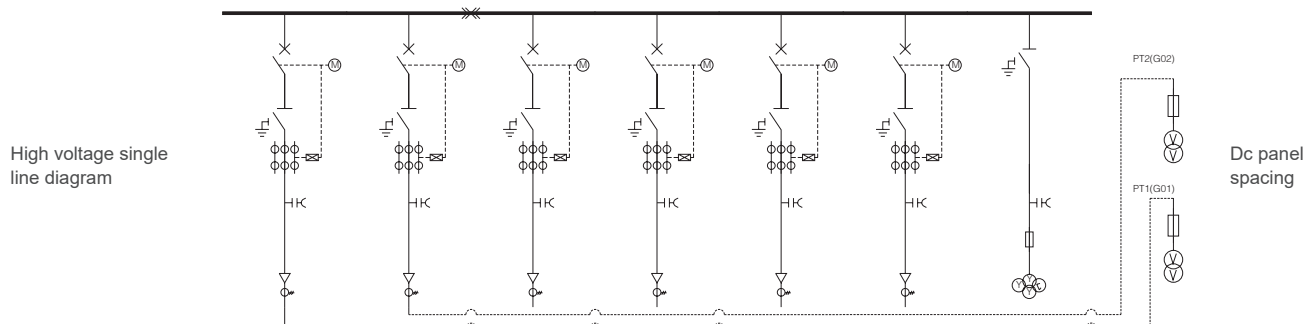 M
M
M
M
M
M
PT2(G02)
High voltage single
line diagram
V
V
Dc panel
spacing
PT1(G01)
V
V
Y
Y
Y